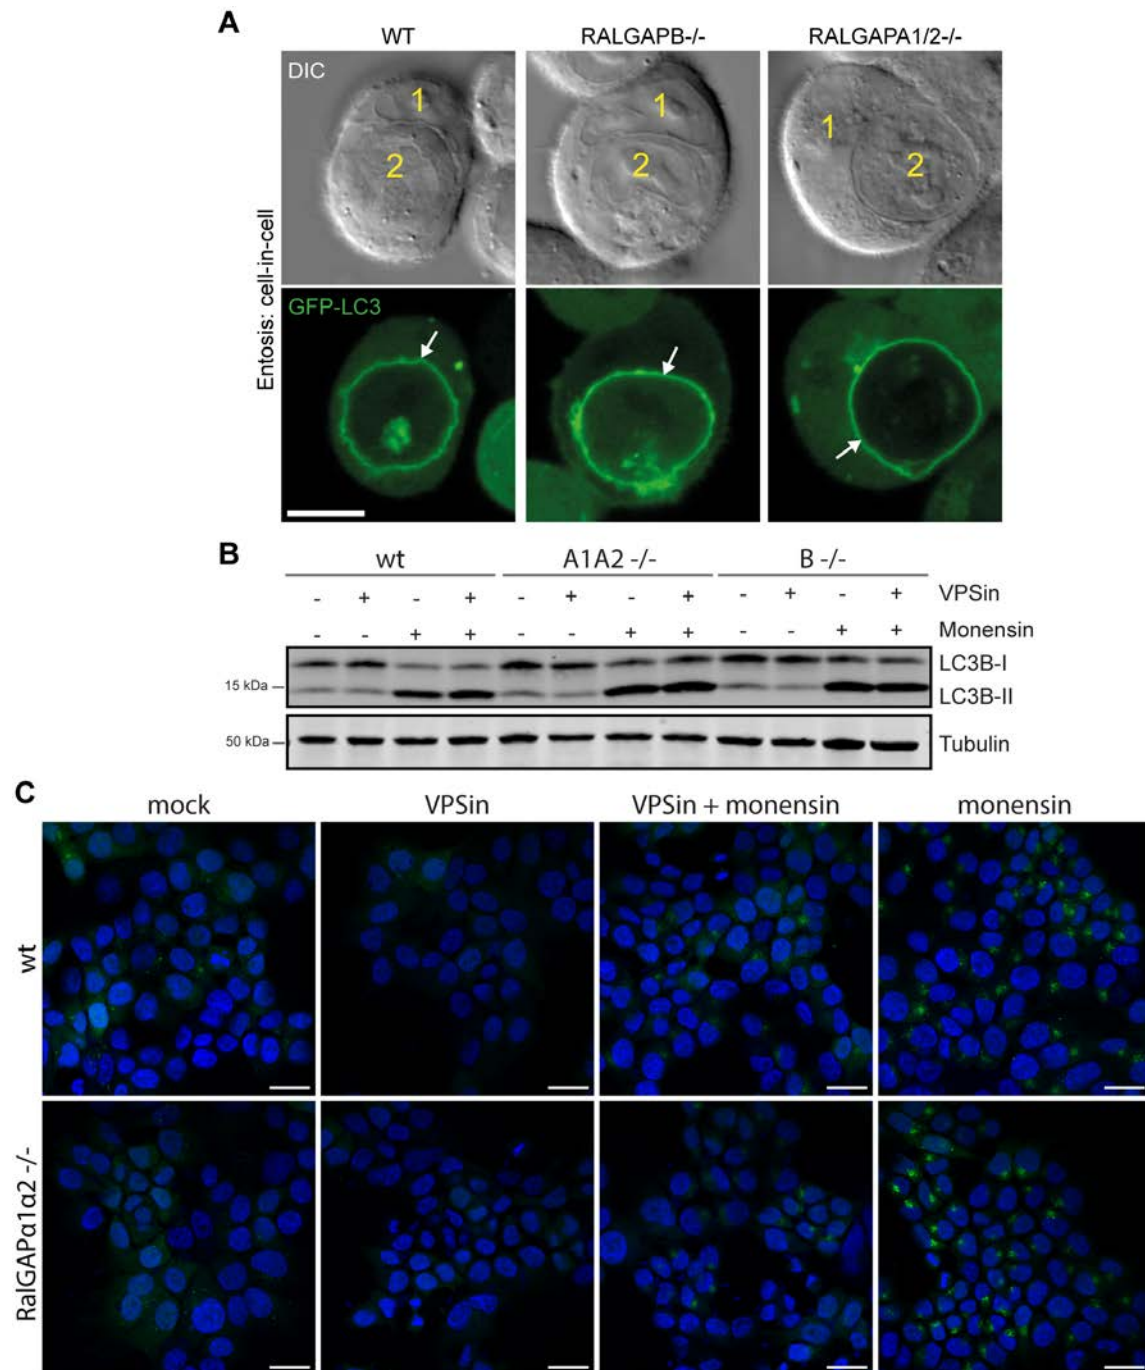 A
WT RALGAPB-/- RALGAPA1/2-/-
DIC
1 1 1
2 2 2
Entosis: cell-in-cell
GFP-LC3
B
wt A1A2 -/- B -/-
- + - + - + - + - + - + VPSin
- - + + - - + + - - + + Monensin
LC3B-I
15 kDa
LC3B-II
50 kDa Tubulin
C
mock VPSin VPSin + monensin monensin
wt
RalGAPα1α2 -/-